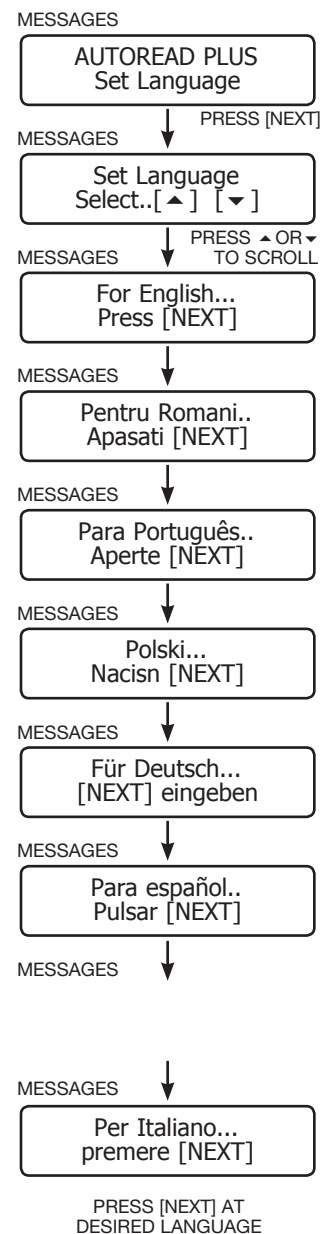 MESSAGES
AUTOREAD PLUS
Set Language
PRESS [NEXT]
MESSAGES
Set Language
Select..[▲] [▼]
PRESS ▲ OR ▼
TO SCROLL
MESSAGES
For English...
Press [NEXT]
MESSAGES
Pentru Romani..
Apasati [NEXT]
MESSAGES
Para Português..
Aperte [NEXT]
MESSAGES
Polski...
Nacisn [NEXT]
MESSAGES
Für Deutsch...
[NEXT] eingeben
MESSAGES
Para español..
Pulsar [NEXT]
MESSAGES
MESSAGES
Per Italiano...
premere [NEXT]
PRESS [NEXT] AT
DESIRED LANGUAGE